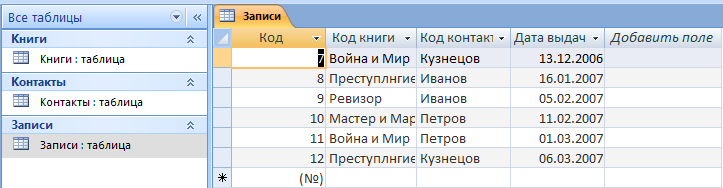 Все таблицы
Книги
Книги : таблица
Контакты
Контакты : таблица
Записи
Записи : таблица
Записи
Код Код книги Код контакт Дата выдач Добавить поле
7 Война и Мир Кузнецов 13.12.2006
8 Преступлнгие Иванов 16.01.2007
9 Ревизор Иванов 05.02.2007
10 Мастер и Мар Петров 11.02.2007
11 Война и Мир Петров 01.03.2007
12 Преступлнгие Кузнецов 06.03.2007
(№)